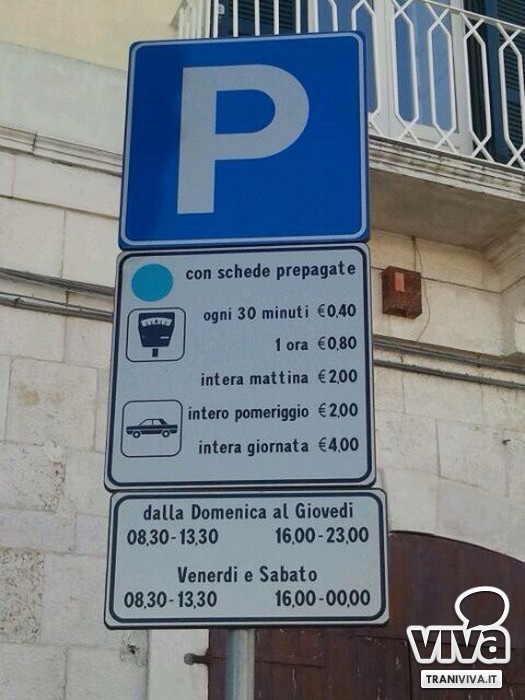 P
con schede prepagate
ogni 30 minuti €0,40
1 ora €0,80
intera mattina €2,00
intero pomeriggio €2,00
intera giornata €4,00
dalla Domenica al Giovedi
08,30-13,30 16,00-23,00
Venerdi e Sabato
08,30-13,30 16,00-00,00
viva
TRANIVIVA.IT